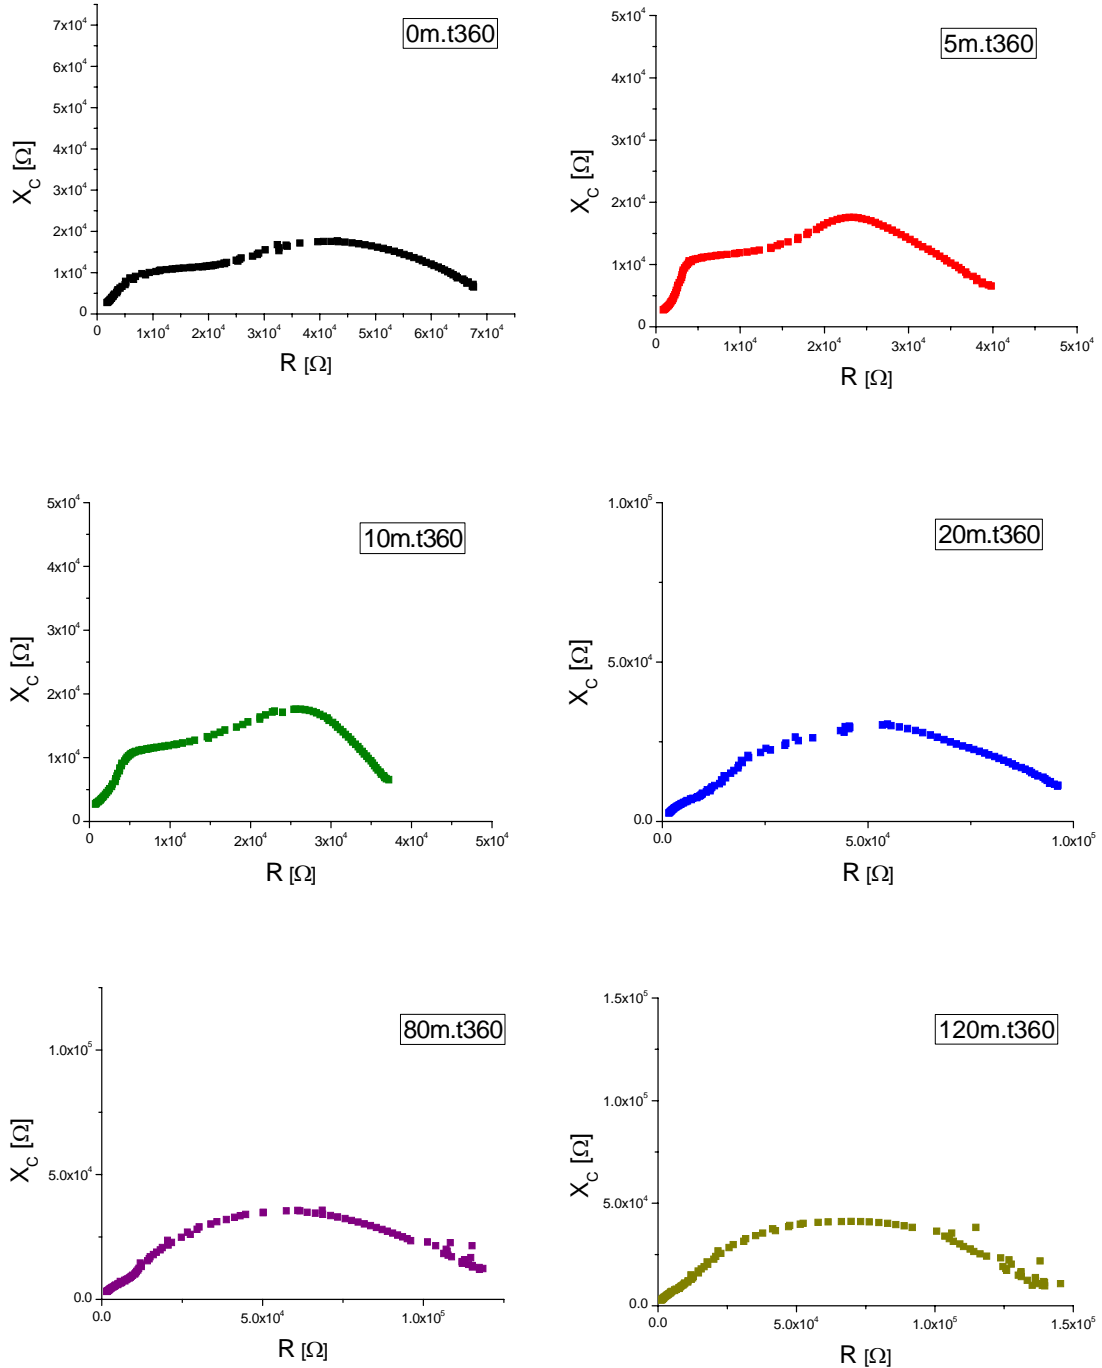 0m.t360
7x10⁴
6x10⁴
5x10⁴
4x10⁴
3x10⁴
2x10⁴
1x10⁴
0
X_C [Ω]
0 1x10⁴ 2x10⁴ 3x10⁴ 4x10⁴ 5x10⁴ 6x10⁴ 7x10⁴
R [Ω]
5m.t360
5x10⁴
4x10⁴
3x10⁴
2x10⁴
1x10⁴
0
X_C [Ω]
0 1x10⁴ 2x10⁴ 3x10⁴ 4x10⁴ 5x10⁴
R [Ω]
10m.t360
5x10⁴
4x10⁴
3x10⁴
2x10⁴
1x10⁴
0
X_C [Ω]
0 1x10⁴ 2x10⁴ 3x10⁴ 4x10⁴ 5x10⁴
R [Ω]
20m.t360
1.0x10⁵
5.0x10⁴
0.0
X_C [Ω]
0.0 5.0x10⁴ 1.0x10⁵
R [Ω]
80m.t360
1.0x10⁵
5.0x10⁴
0.0
X_C [Ω]
0.0 5.0x10⁴ 1.0x10⁵
R [Ω]
120m.t360
1.5x10⁵
1.0x10⁵
5.0x10⁴
0.0
X_C [Ω]
0.0 5.0x10⁴ 1.0x10⁵ 1.5x10⁵
R [Ω]